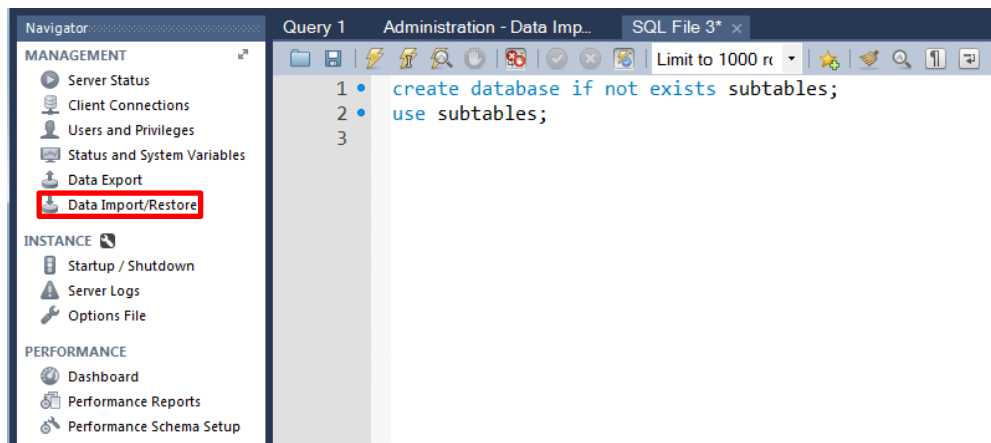 Navigator
MANAGEMENT
Server Status
Client Connections
Users and Privileges
Status and System Variables
Data Export
Data Import/Restore
INSTANCE
Startup / Shutdown
Server Logs
Options File
PERFORMANCE
Dashboard
Performance Reports
Performance Schema Setup
Query 1 Administration - Data Imp... SQL File 3* ×
Limit to 1000 rc
1 create database if not exists subtables;
2 use subtables;
3